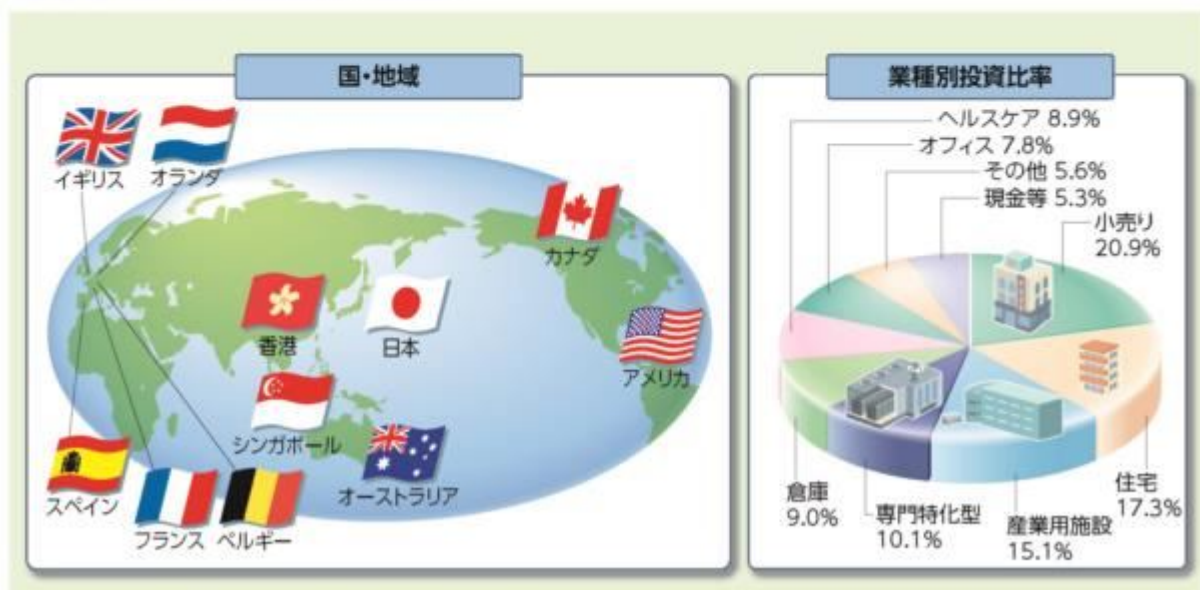 国・地域
イギリス
オランダ
カナダ
香港
日本
アメリカ
シンガポール
オーストラリア
スペイン
フランス
ベルギー
業種別投資比率
ヘルスケア 8.9%
オフィス 7.8%
その他 5.6%
現金等 5.3%
小売り
20.9%
住宅
17.3%
産業用施設
15.1%
専門特化型
10.1%
倉庫
9.0%